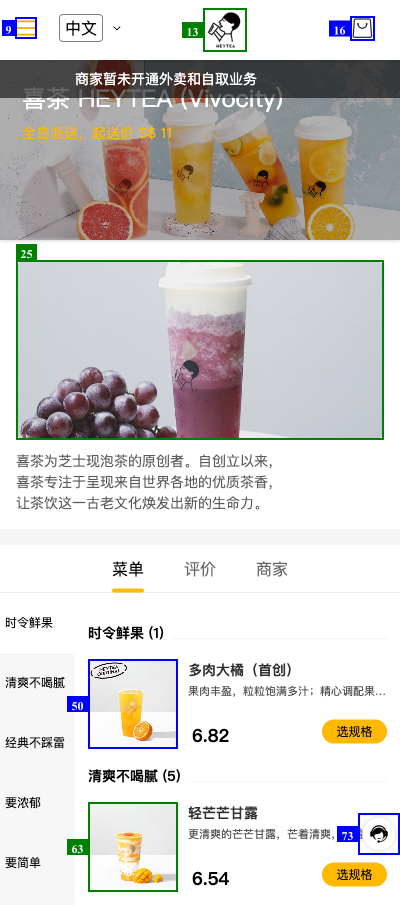 9
中文
13
HEYTEA
16
商家暂未开通外卖和自取业务
喜茶 HEYTEA (Vivocity)
全岛派送，起送价 S$ 11
25
喜茶为芝士现泡茶的原创者。自创立以来，
喜茶专注于呈现来自世界各地的优质茶香，
让茶饮这一古老文化焕发出新的生命力。
菜单
评价
商家
时令鲜果
清爽不喝腻
经典不踩雷
要浓郁
要简单
时令鲜果 (1)
50
多肉大橘（首创）
果肉丰盈，粒粒饱满多汁；精心调配果...
6.82
选规格
清爽不喝腻 (5)
63
轻芒芒甘露
更清爽的芒芒甘露，芒着清爽，
73
6.54
选规格